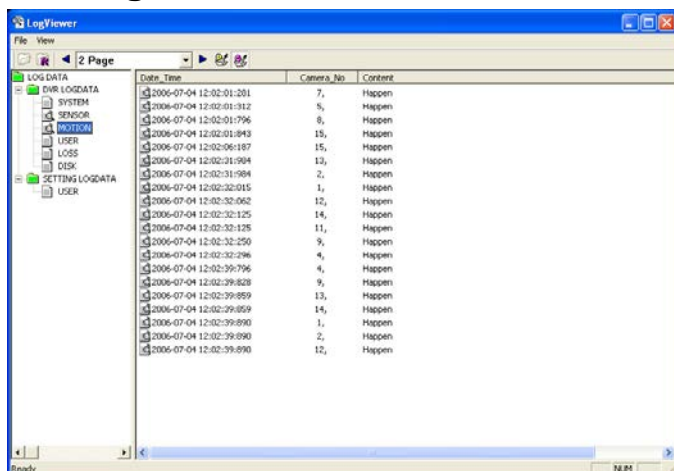 LogViewer
File View
2 Page
LOG DATA
DVR LOGDATA
SYSTEM
SENSOR
MOTION
USER
LOSS
DISK
SETTING LOGDATA
USER
Date_Time Camera_No Content
2006-07-04 12:02:01:281 7, Happen
2006-07-04 12:02:01:312 5, Happen
2006-07-04 12:02:01:796 8, Happen
2006-07-04 12:02:01:843 15, Happen
2006-07-04 12:02:06:187 15, Happen
2006-07-04 12:02:31:984 13, Happen
2006-07-04 12:02:31:984 2, Happen
2006-07-04 12:02:32:015 1, Happen
2006-07-04 12:02:32:062 12, Happen
2006-07-04 12:02:32:125 14, Happen
2006-07-04 12:02:32:125 11, Happen
2006-07-04 12:02:32:250 9, Happen
2006-07-04 12:02:32:296 4, Happen
2006-07-04 12:02:39:796 4, Happen
2006-07-04 12:02:39:828 9, Happen
2006-07-04 12:02:39:859 13, Happen
2006-07-04 12:02:39:859 14, Happen
2006-07-04 12:02:39:890 1, Happen
2006-07-04 12:02:39:890 2, Happen
2006-07-04 12:02:39:890 12, Happen
Ready NUM